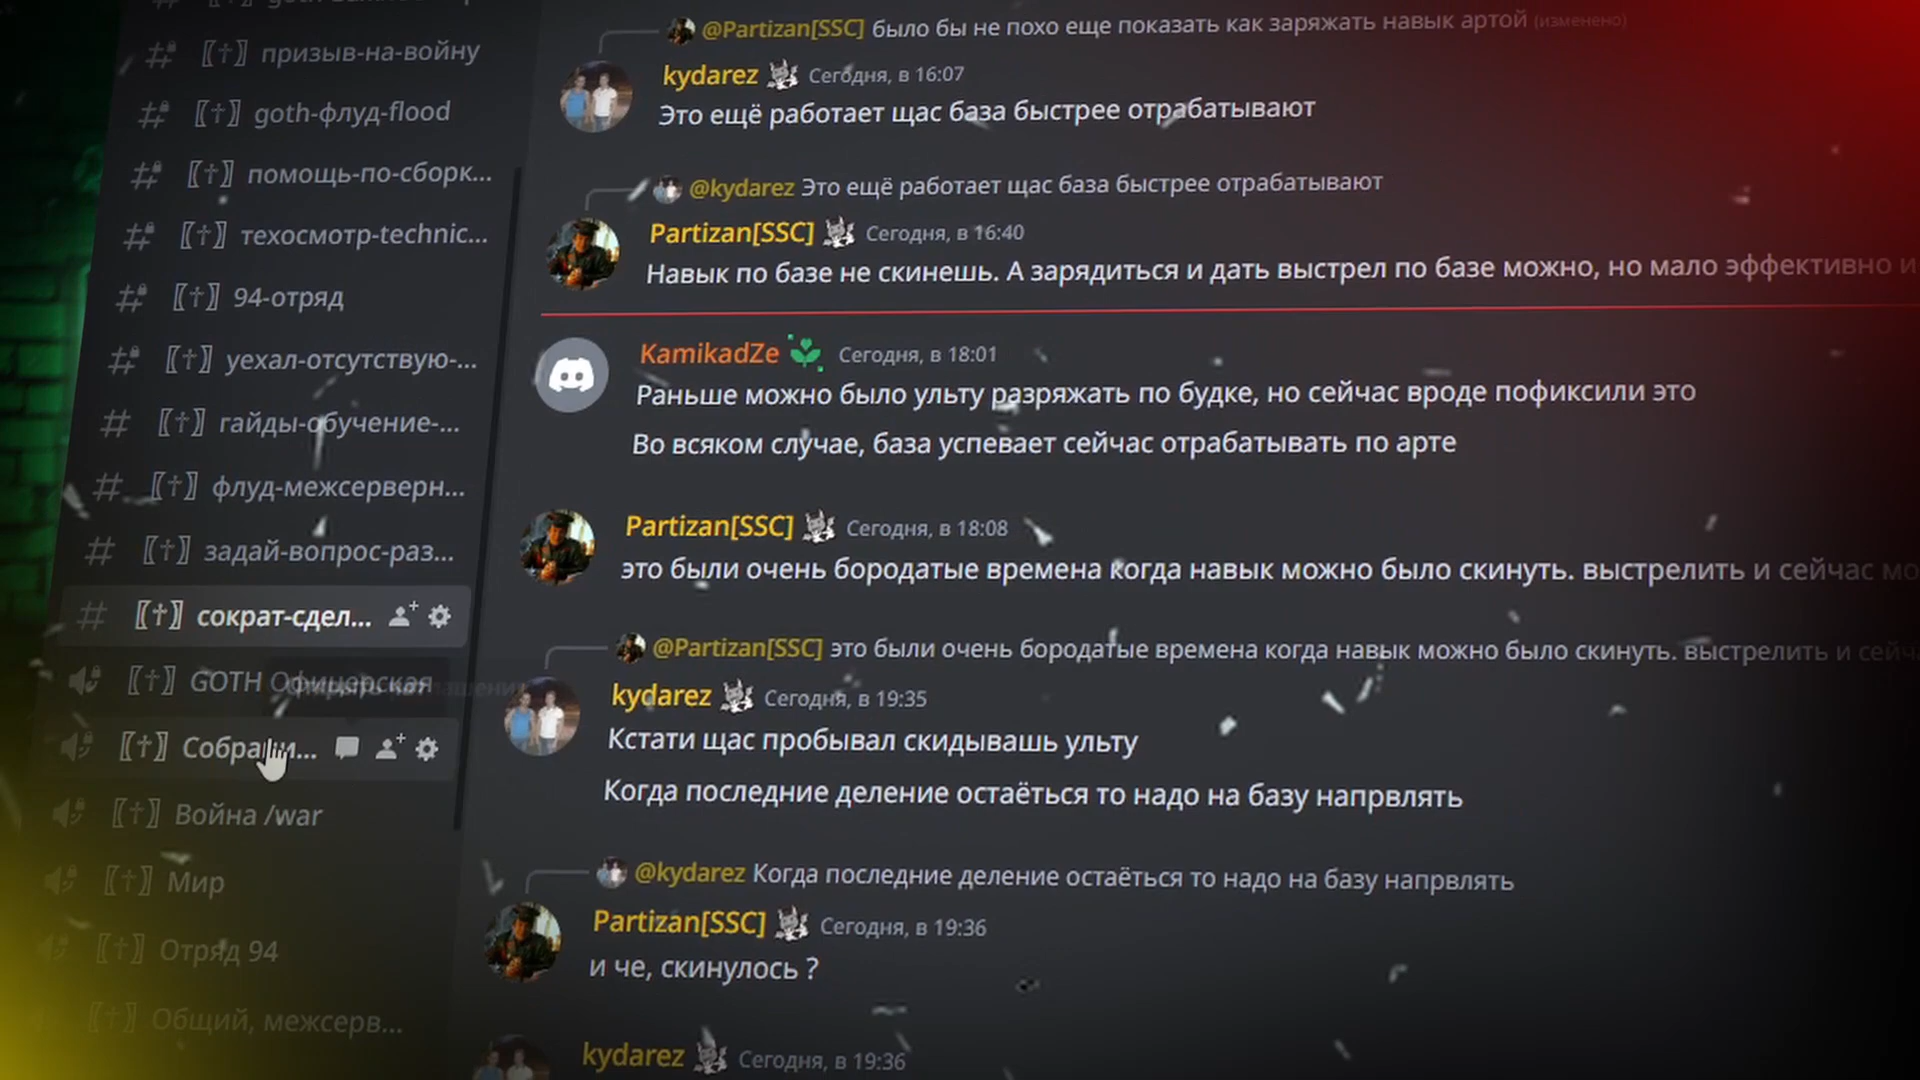 〖†〗 призыв-на-войну
〖†〗 goth-флуд-flood
〖†〗 помощь-по-сборк...
〖†〗 техосмотр-technic...
〖†〗 94-отряд
〖†〗 уехал-отсутствую-...
〖†〗 гайды-обучение-...
〖†〗 флуд-межсерверн...
〖†〗 задай-вопрос-раз...
〖†〗 сократ-сдел...
〖†〗 GOTH Офицерская
〖†〗 Собрани...
〖†〗 Война /war
〖†〗 Мир
〖†〗 Отряд 94
〖†〗 Общий, межсерв...
@Partizan[SSC] было бы не похо еще показать как заряжать навык артой (изменено)
kydarez Сегодня, в 16:07
Это ещё работает щас база быстрее отрабатывают
@kydarez Это ещё работает щас база быстрее отрабатывают
Partizan[SSC] Сегодня, в 16:40
Навык по базе не скинешь. А зарядиться и дать выстрел по базе можно, но мало эффективно и
KamikadZe Сегодня, в 18:01
Раньше можно было ульту разряжать по будке, но сейчас вроде пофиксили это
Во всяком случае, база успевает сейчас отрабатывать по арте
Partizan[SSC] Сегодня, в 18:08
это были очень бородатые времена когда навык можно было скинуть. выстрелить и сейчас
@Partizan[SSC] это были очень бородатые времена когда навык можно было скинуть. выстрелить и
kydarez Сегодня, в 19:35
Кстати щас пробывал скидывашь ульту
Когда последние деление остаёться то надо на базу напрвлять
@kydarez Когда последние деление остаёться то надо на базу напрвлять
Partizan[SSC] Сегодня, в 19:36
и че, скинулось ?
kydarez Сегодня, в 19:36